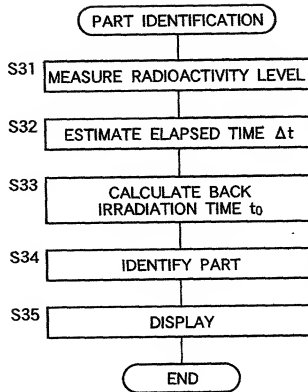 PART IDENTIFICATION
S31
MEASURE RADIOACTIVITY LEVEL
S32
ESTIMATE ELAPSED TIME Δt
S33
CALCULATE BACK
IRRADIATION TIME t₀
S34
IDENTIFY PART
S35
DISPLAY
END